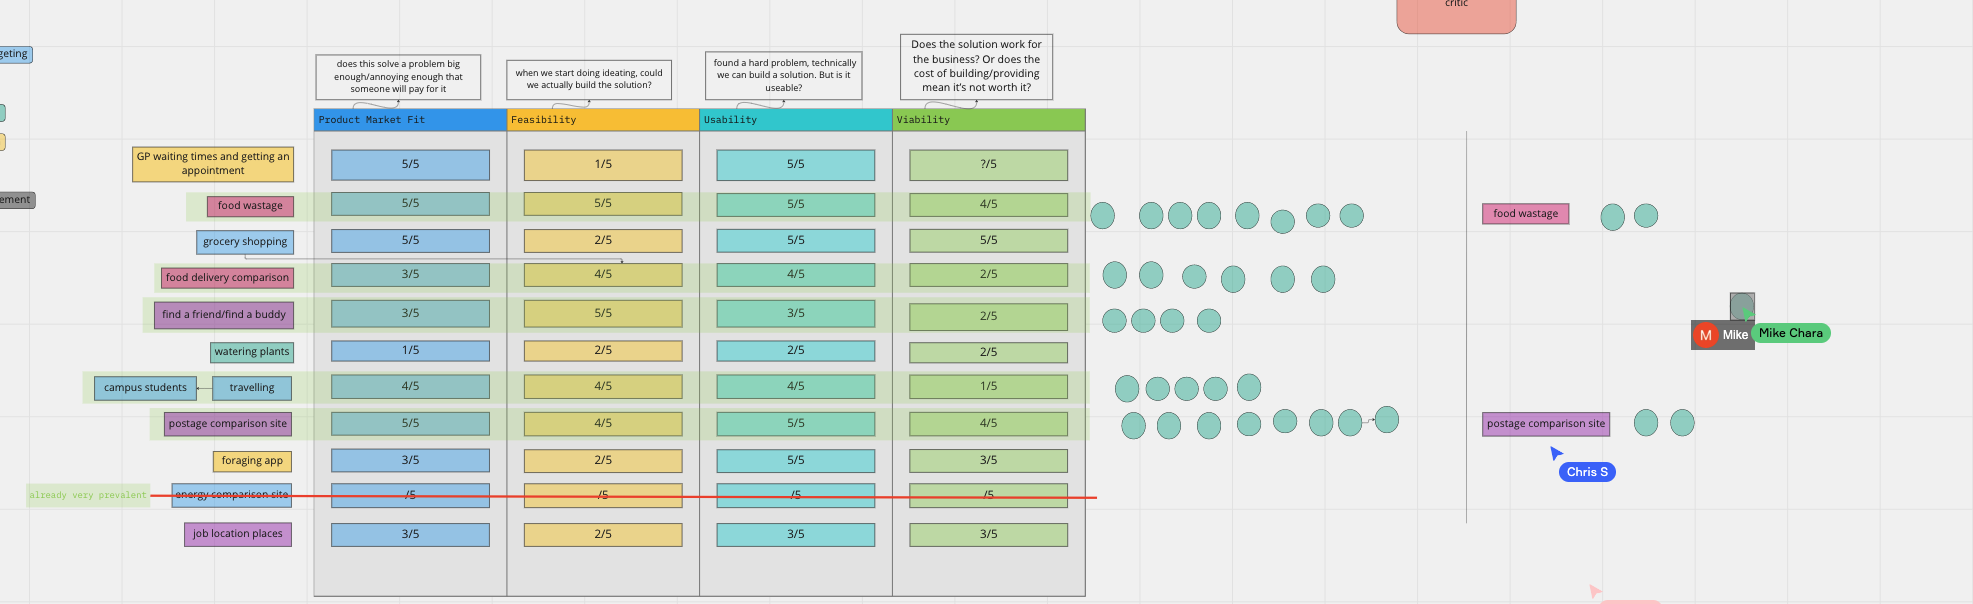 critic
geting
ement
does this solve a problem big
enough/annoying enough that
someone will pay for it
when we start doing ideating, could
we actually build the solution?
found a hard problem, technically
we can build a solution. But is it
useable?
Does the solution work for
the business? Or does the
cost of building/providing
mean it's not worth it?
Product Market Fit
Feasibility
Usability
Viability
GP waiting times and getting an
appointment
5/5
1/5
5/5
?/5
food wastage
5/5
5/5
5/5
4/5
food wastage
grocery shopping
5/5
2/5
5/5
5/5
food delivery comparison
3/5
4/5
4/5
2/5
find a friend/find a buddy
3/5
5/5
3/5
2/5
M Mike
Mike Chara
watering plants
1/5
2/5
2/5
2/5
campus students
travelling
4/5
4/5
4/5
1/5
postage comparison site
5/5
4/5
5/5
4/5
postage comparison site
Chris S
foraging app
3/5
2/5
5/5
3/5
already very prevalent
energy comparison site
/5
/5
/5
/5
job location places
3/5
2/5
3/5
3/5